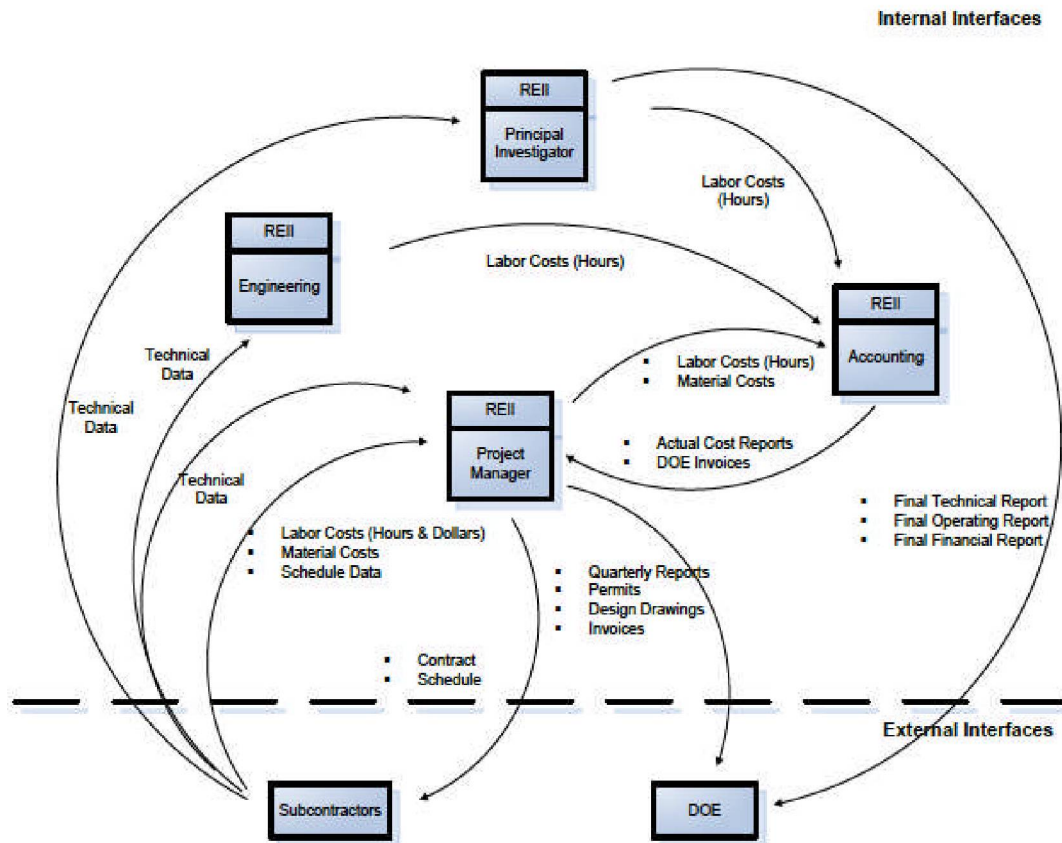 Internal Interfaces
REII
Principal
Investigator
Labor Costs
(Hours)
REII
Engineering
Labor Costs (Hours)
REII
Accounting
Technical
Data
Technical
Data
▪ Labor Costs (Hours)
▪ Material Costs
REII
Project
Manager
▪ Actual Cost Reports
▪ DOE Invoices
Technical
Data
▪ Final Technical Report
▪ Final Operating Report
▪ Final Financial Report
▪ Labor Costs (Hours & Dollars)
▪ Material Costs
▪ Schedule Data
▪ Quarterly Reports
▪ Permits
▪ Design Drawings
▪ Invoices
▪ Contract
▪ Schedule
External Interfaces
Subcontractors
DOE